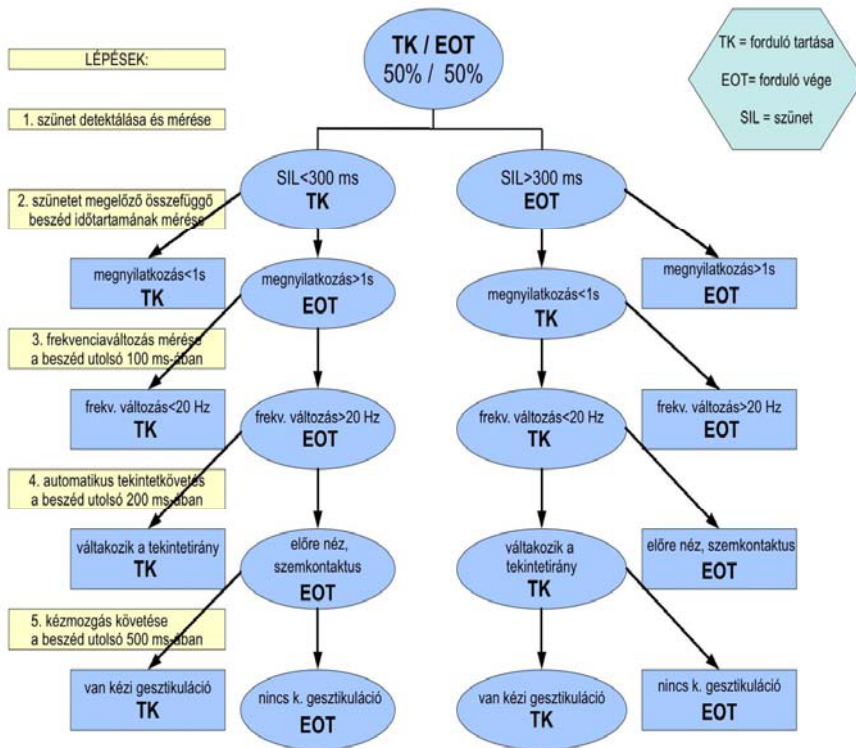 TK / EOT
50% / 50%
TK = forduló tartása
EOT= forduló vége
SIL = szünet
LÉPÉSEK:
1. szünet detektálása és mérése
SIL<300 ms
TK
SIL>300 ms
EOT
2. szünetet megelőző összefüggő
beszéd időtartamának mérése
megnyilatkozás<1s
TK
megnyilatkozás>1s
EOT
megnyilatkozás<1s
TK
megnyilatkozás>1s
EOT
3. frekvenciaváltozás mérése
a beszéd utolsó 100 ms-ában
frekv. változás<20 Hz
TK
frekv. változás>20 Hz
EOT
frekv. változás<20 Hz
TK
frekv. változás>20 Hz
EOT
4. automatikus tekintetkövetés
a beszéd utolsó 200 ms-ában
váltakozik a tekintetirány
TK
előre néz,
szemkontaktus
EOT
váltakozik a
tekintetirány
TK
előre néz, szemkontaktus
EOT
5. kézmozgás követése
a beszéd utolsó 500 ms-ában
van kézi gesztikuláció
TK
nincs k. gesztikuláció
EOT
van kézi gesztikuláció
TK
nincs k. gesztikuláció
EOT